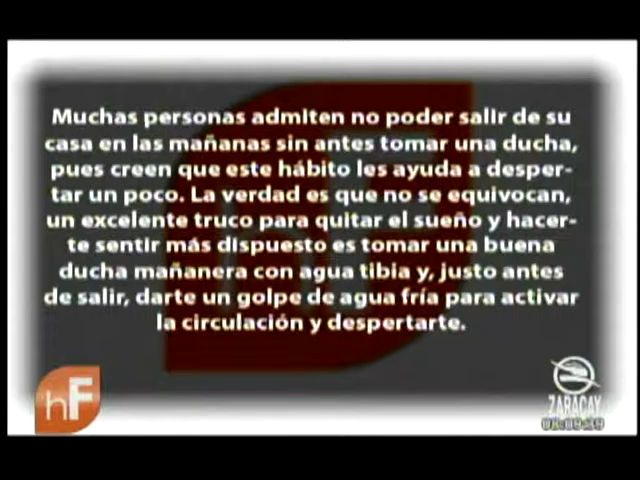 Muchas personas admiten no poder salir de su
casa en las mañanas sin antes tomar una ducha,
pues creen que este hábito les ayuda a desper-
tar un poco. La verdad es que no se equivocan,
un excelente truco para quitar el sueño y hacer-
te sentir más dispuesto es tomar una buena
ducha mañanera con agua tibia y, justo antes
de salir, darte un golpe de agua fría para activar
la circulación y despertarte.
hF
hF
ZARACAY